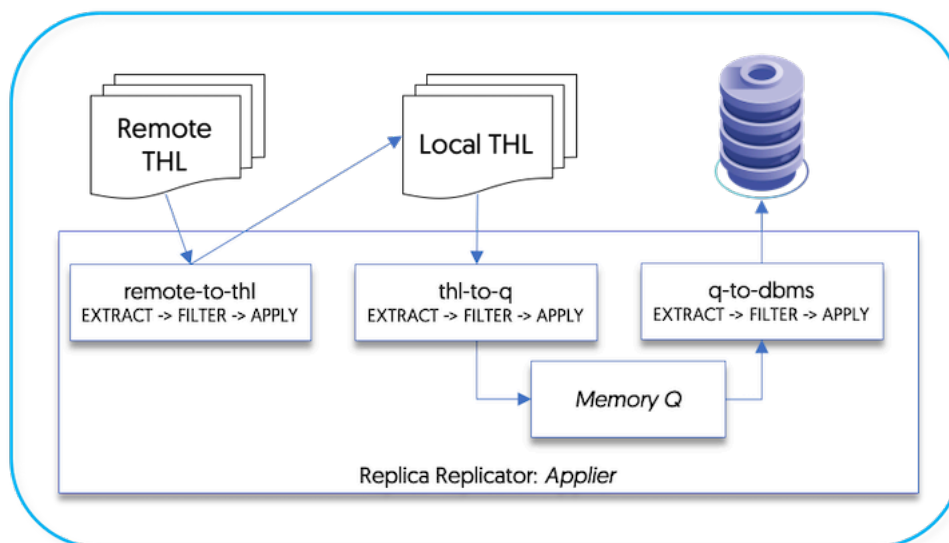 Remote
THL
Local THL
remote-to-thl
EXTRACT -> FILTER -> APPLY
thl-to-q
EXTRACT -> FILTER -> APPLY
q-to-dbms
EXTRACT -> FILTER -> APPLY
Memory Q
Replica Replicator: Applier